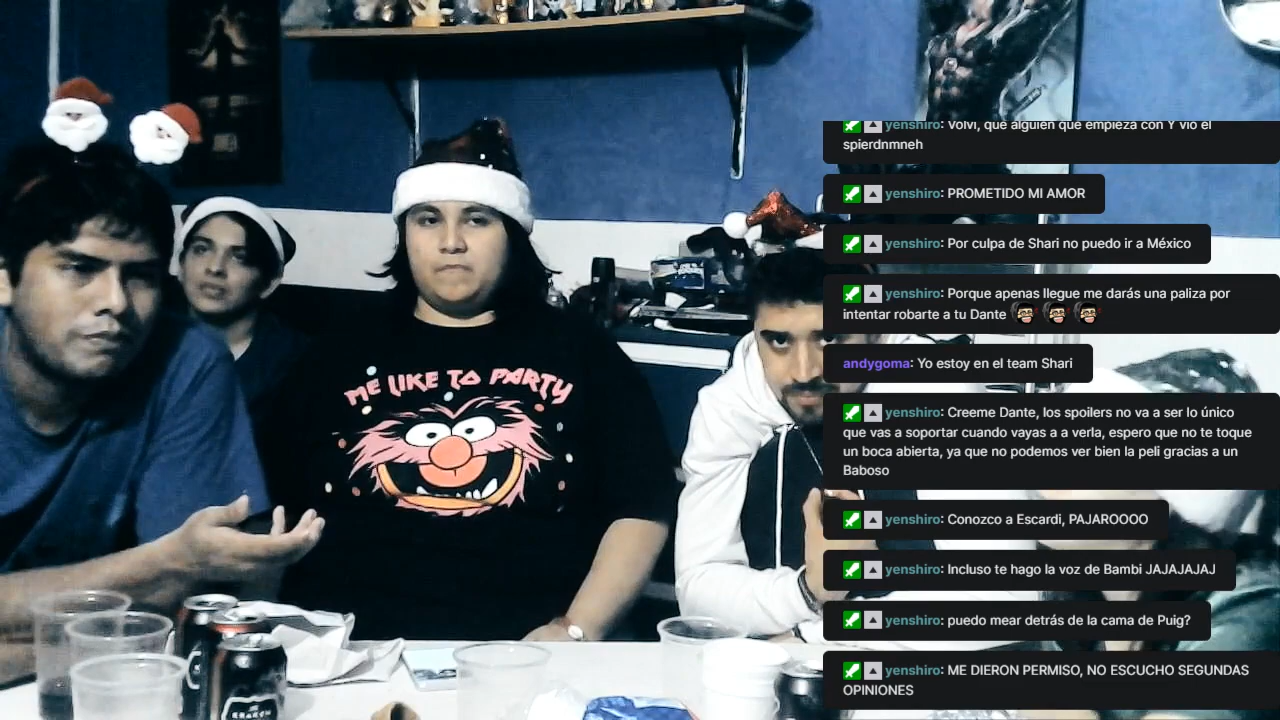 yenshiro: Volvi, que alguien que empieza con Y vio el
spierdnmneh
yenshiro: PROMETIDO MI AMOR
yenshiro: Por culpa de Shari no puedo ir a México
yenshiro: Porque apenas llegue me darás una paliza por
intentar robarte a tu Dante
andygoma: Yo estoy en el team Shari
yenshiro: Creeme Dante, los spoilers no va a ser lo único
que vas a soportar cuando vayas a a verla, espero que no te toque
un boca abierta, ya que no podemos ver bien la peli gracias a un
Baboso
yenshiro: Conozco a Escardi, PAJAROOOO
yenshiro: Incluso te hago la voz de Bambi JAJAJAJAJ
yenshiro: puedo mear detrás de la cama de Puig?
yenshiro: ME DIERON PERMISO, NO ESCUCHO SEGUNDAS
OPINIONES
ME LIKE TO PARTY
KRAKEN